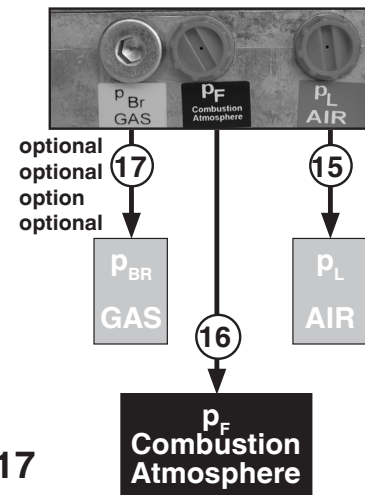 p Br
GAS
pF
Combustion
Atmosphere
pL
AIR
optional
optional
option
optional
17
15
pBR
GAS
pL
AIR
16
pF
Combustion
Atmosphere
17